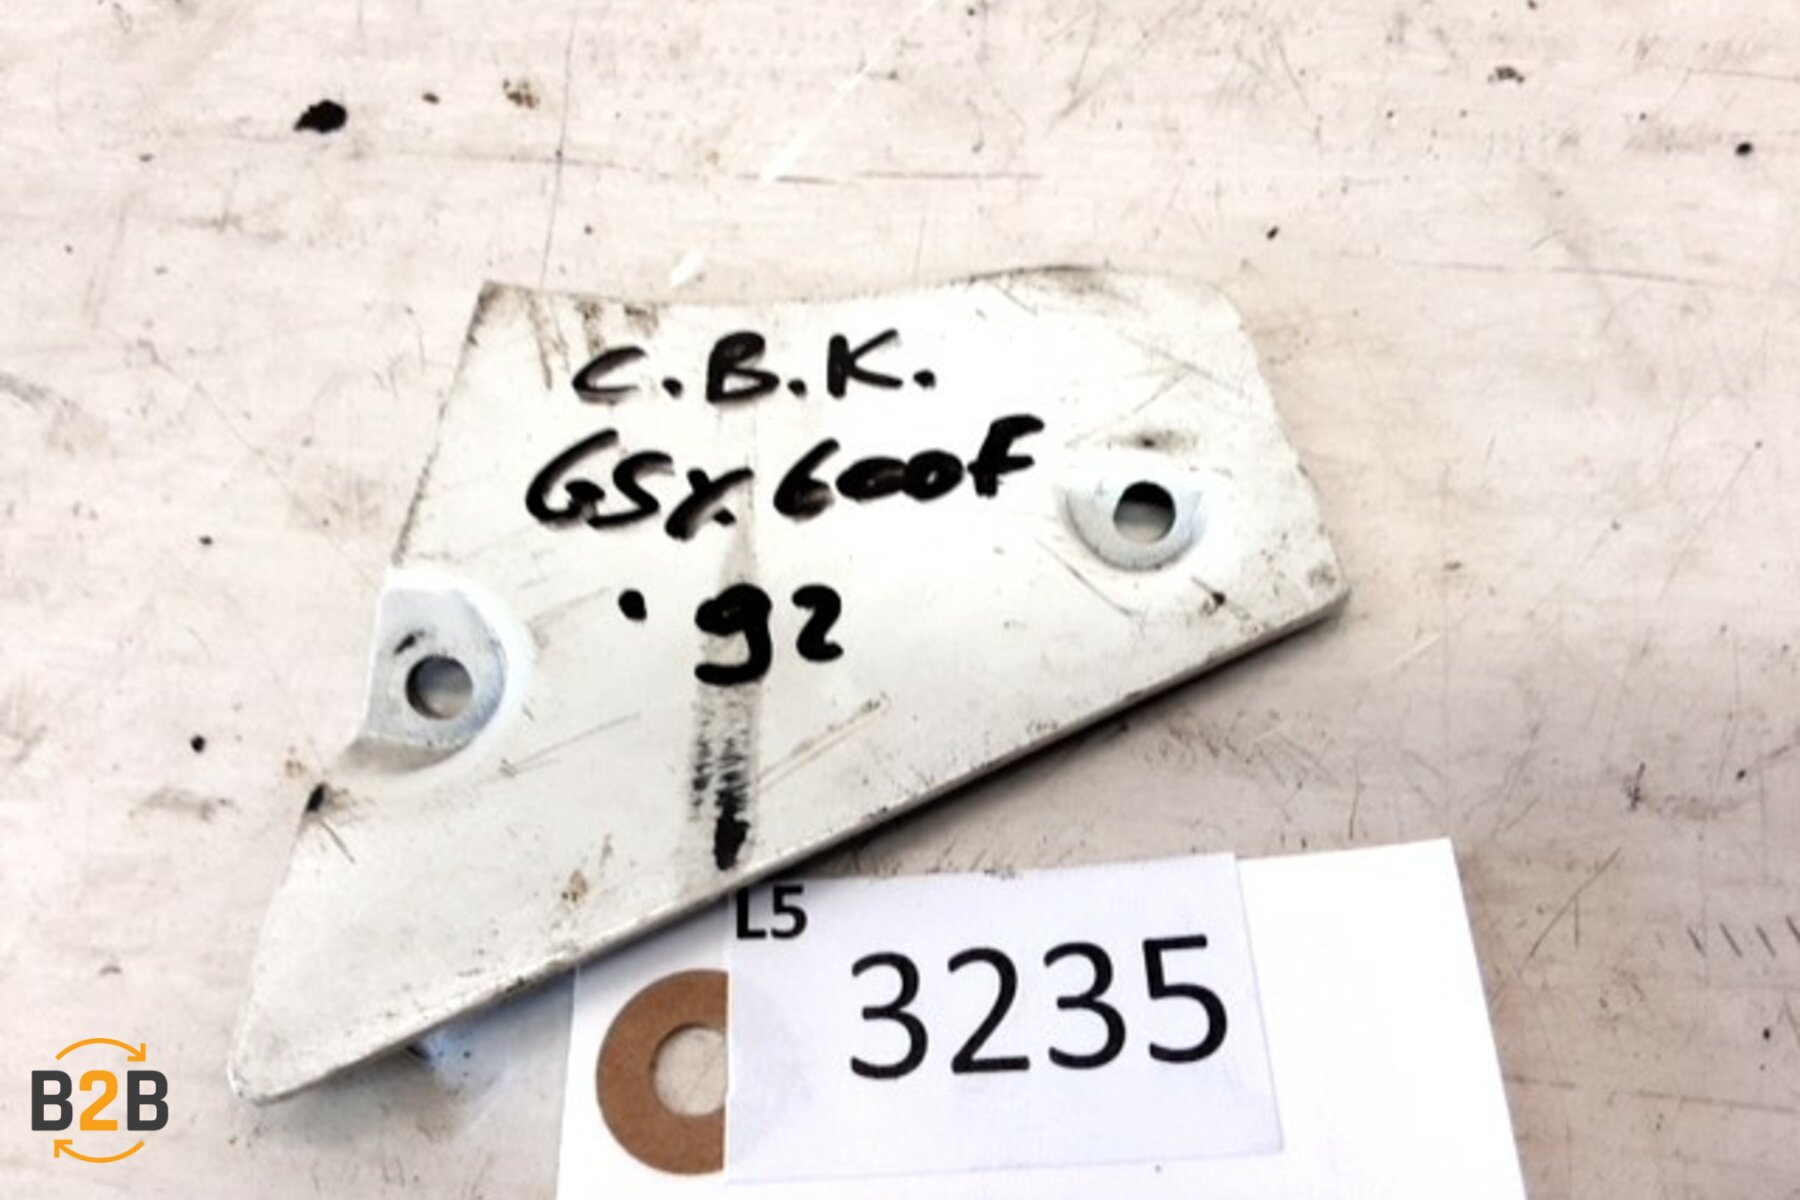 C.B.K.
GSX 600F
'92
L5
3235
B2B